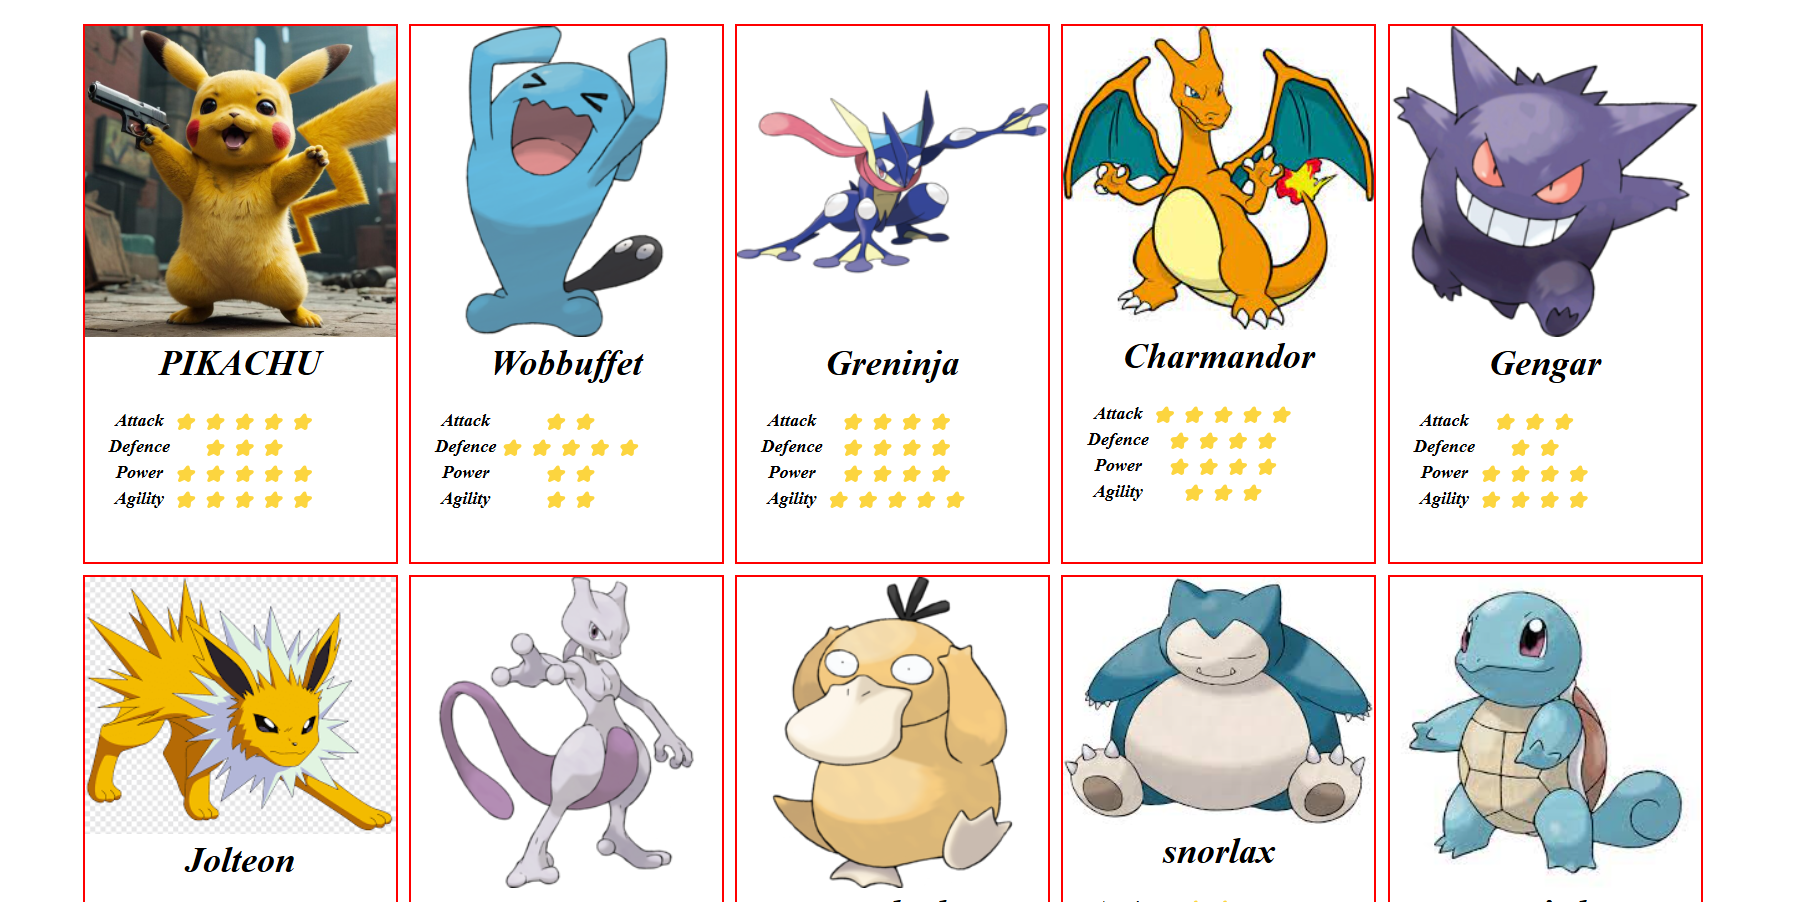 PIKACHU
Attack
Defence
Power
Agility
Wobbuffet
Attack
Defence
Power
Agility
Greninja
Attack
Defence
Power
Agility
Charmandor
Attack
Defence
Power
Agility
Gengar
Attack
Defence
Power
Agility
Jolteon
snorlax